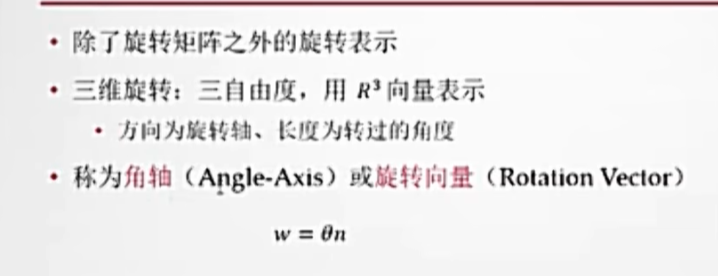 • 除了旋转矩阵之外的旋转表示
• 三维旋转：三自由度，用 R³ 向量表示
• 方向为旋转轴、长度为转过的角度
• 称为角轴（Angle-Axis）或旋转向量（Rotation Vector）
w = θn